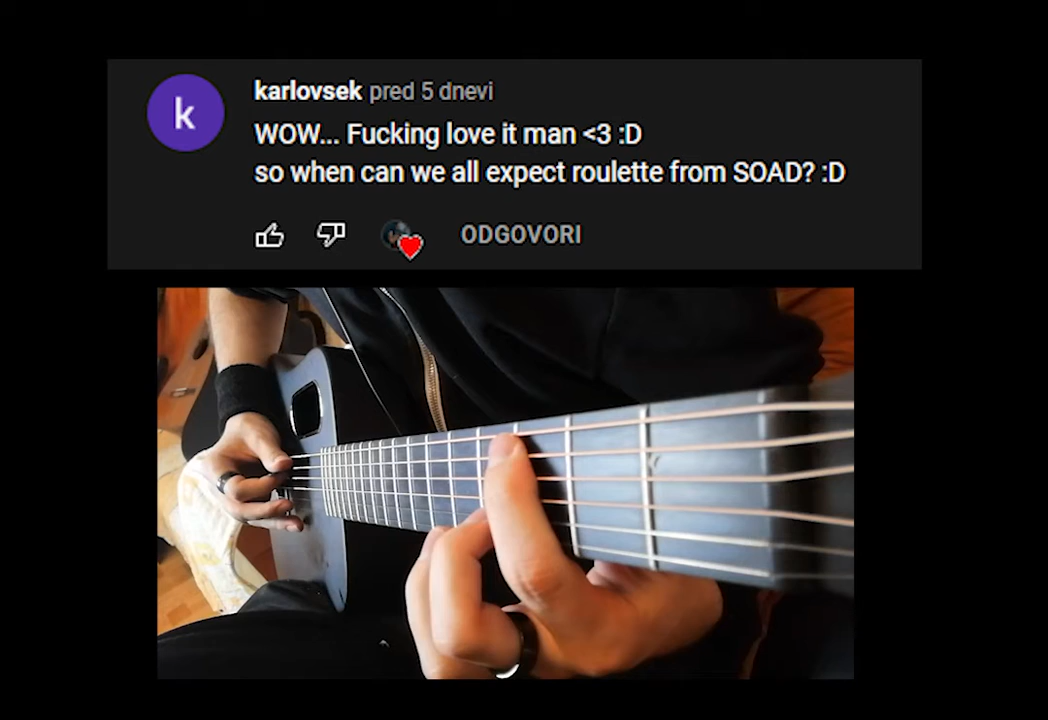 k
karlovsek pred 5 dnevi
WOW... Fucking love it man <3 :D
so when can we all expect roulette from SOAD? :D
ODGOVORI